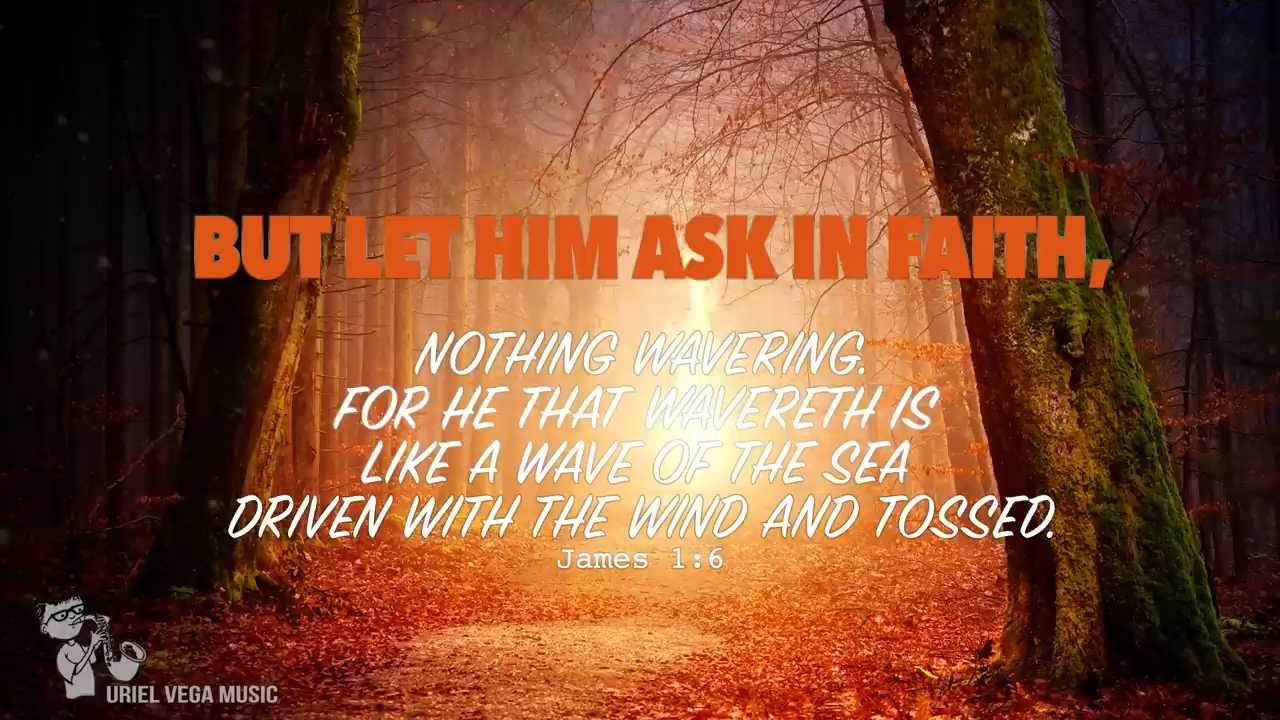 BUT LET HIM ASK IN FAITH,
NOTHING WAVERING.
FOR HE THAT WAVERETH IS
LIKE A WAVE OF THE SEA
DRIVEN WITH THE WIND AND TOSSED.
James 1:6
URIEL VEGA MUSIC